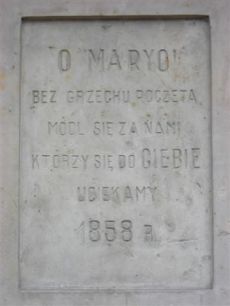 O MARYO!
BEZ GRZECHU POCZĘTA
MÓDL SIĘ ZA NAMI
KTÓRZY SIĘ DO CIEBIE
UCIEKAMY
1858 R.